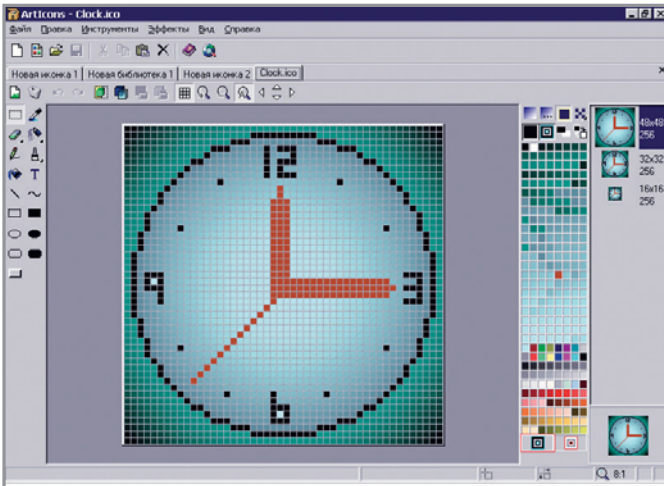 ArtIcons - Clock.ico
Файл Правка Инструменты Эффекты Вид Справка
Новая иконка 1 Новая библиотека 1 Новая иконка 2 Clock.ico
12
9
3
6
48x48
256
32x32
256
16x16
256
8:1